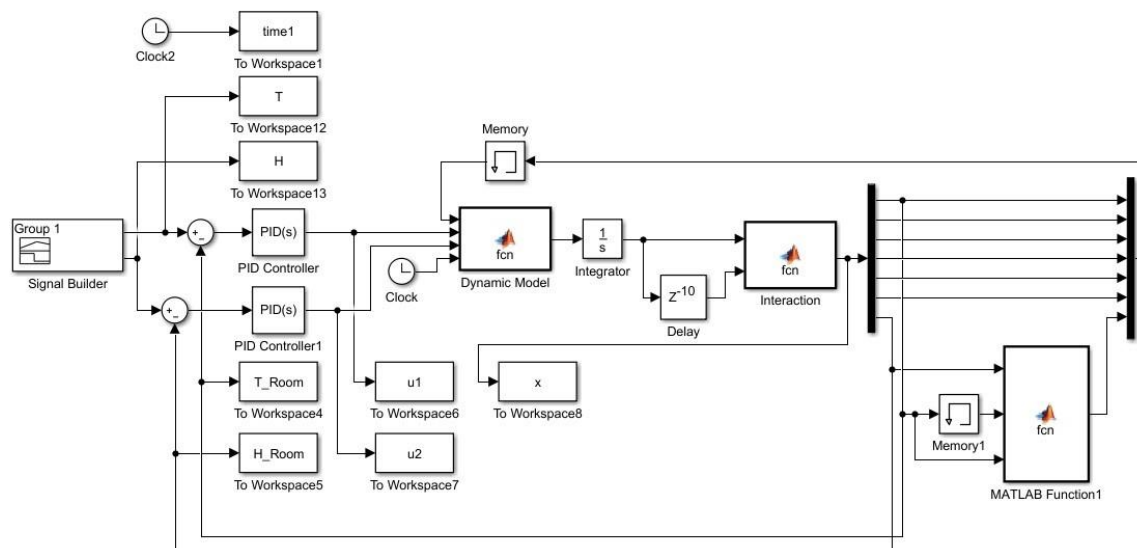 time1
Clock2
To Workspace1
T
To Workspace12
Memory
H
To Workspace13
Group 1
Signal Builder
+
-
PID(s)
PID Controller
fcn
Dynamic Model
1
s
Integrator
fcn
Interaction
Clock
Z-10
Delay
+
-
PID(s)
PID Controller1
T_Room
To Workspace4
u1
To Workspace6
x
To Workspace8
fcn
MATLAB Function1
Memory1
H_Room
To Workspace5
u2
To Workspace7